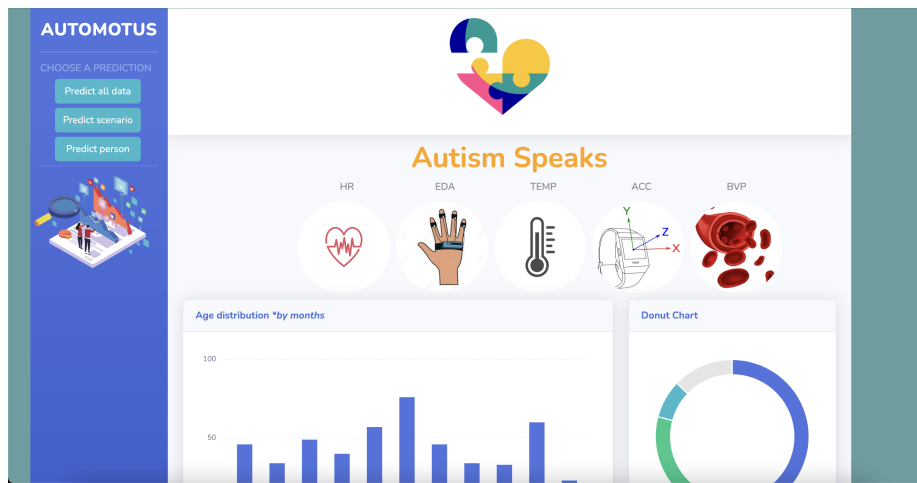 AUTOMOTUS
CHOOSE A PREDICTION
Predict all data
Predict scenario
Predict person
Autism Speaks
HR
EDA
TEMP
ACC
BVP
Y
Z
X
Age distribution *by months
Donut Chart
100
50